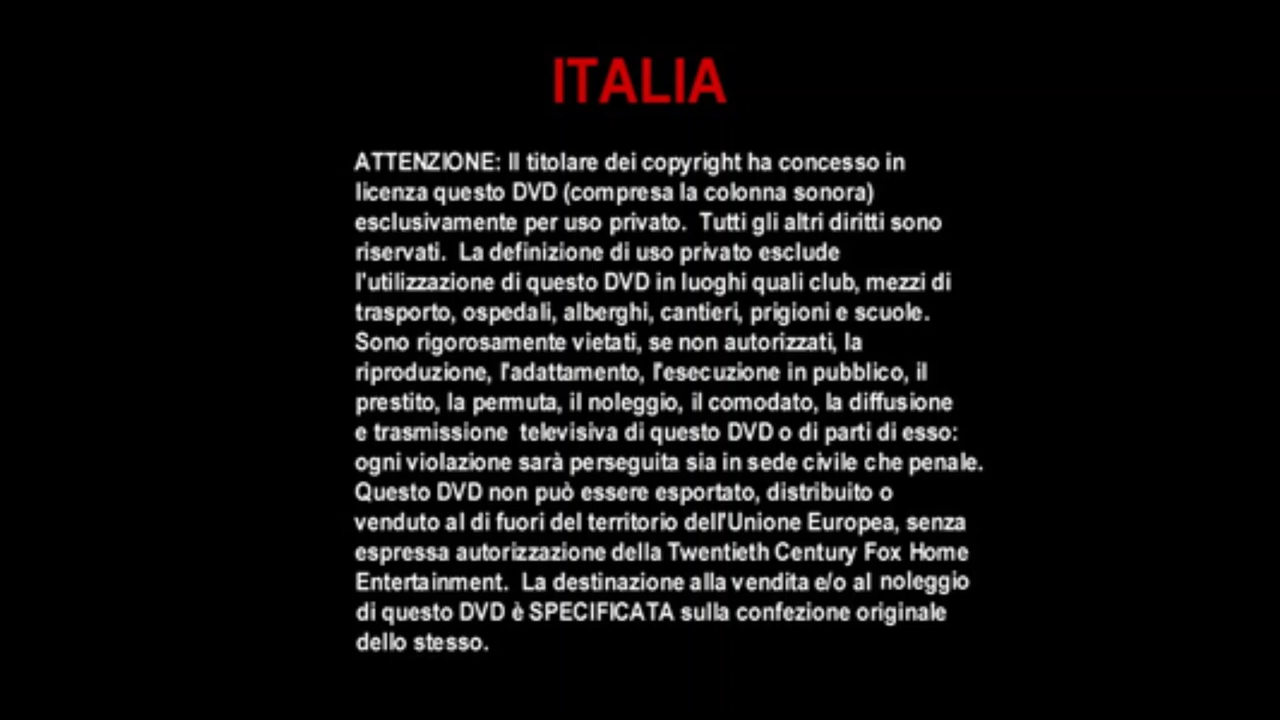 ITALIA
ATTENZIONE: Il titolare dei copyright ha concesso in
licenza questo DVD (compresa la colonna sonora)
esclusivamente per uso privato.  Tutti gli altri diritti sono
riservati.  La definizione di uso privato esclude
l'utilizzazione di questo DVD in luoghi quali club, mezzi di
trasporto, ospedali, alberghi, cantieri, prigioni e scuole.
Sono rigorosamente vietati, se non autorizzati, la
riproduzione, l'adattamento, l'esecuzione in pubblico, il
prestito, la permuta, il noleggio, il comodato, la diffusione
e trasmissione  televisiva di questo DVD o di parti di esso:
ogni violazione sarà perseguita sia in sede civile che penale.
Questo DVD non può essere esportato, distribuito o
venduto al di fuori del territorio dell'Unione Europea, senza
espressa autorizzazione della Twentieth Century Fox Home
Entertainment.  La destinazione alla vendita e/o al noleggio
di questo DVD è SPECIFICATA sulla confezione originale
dello stesso.